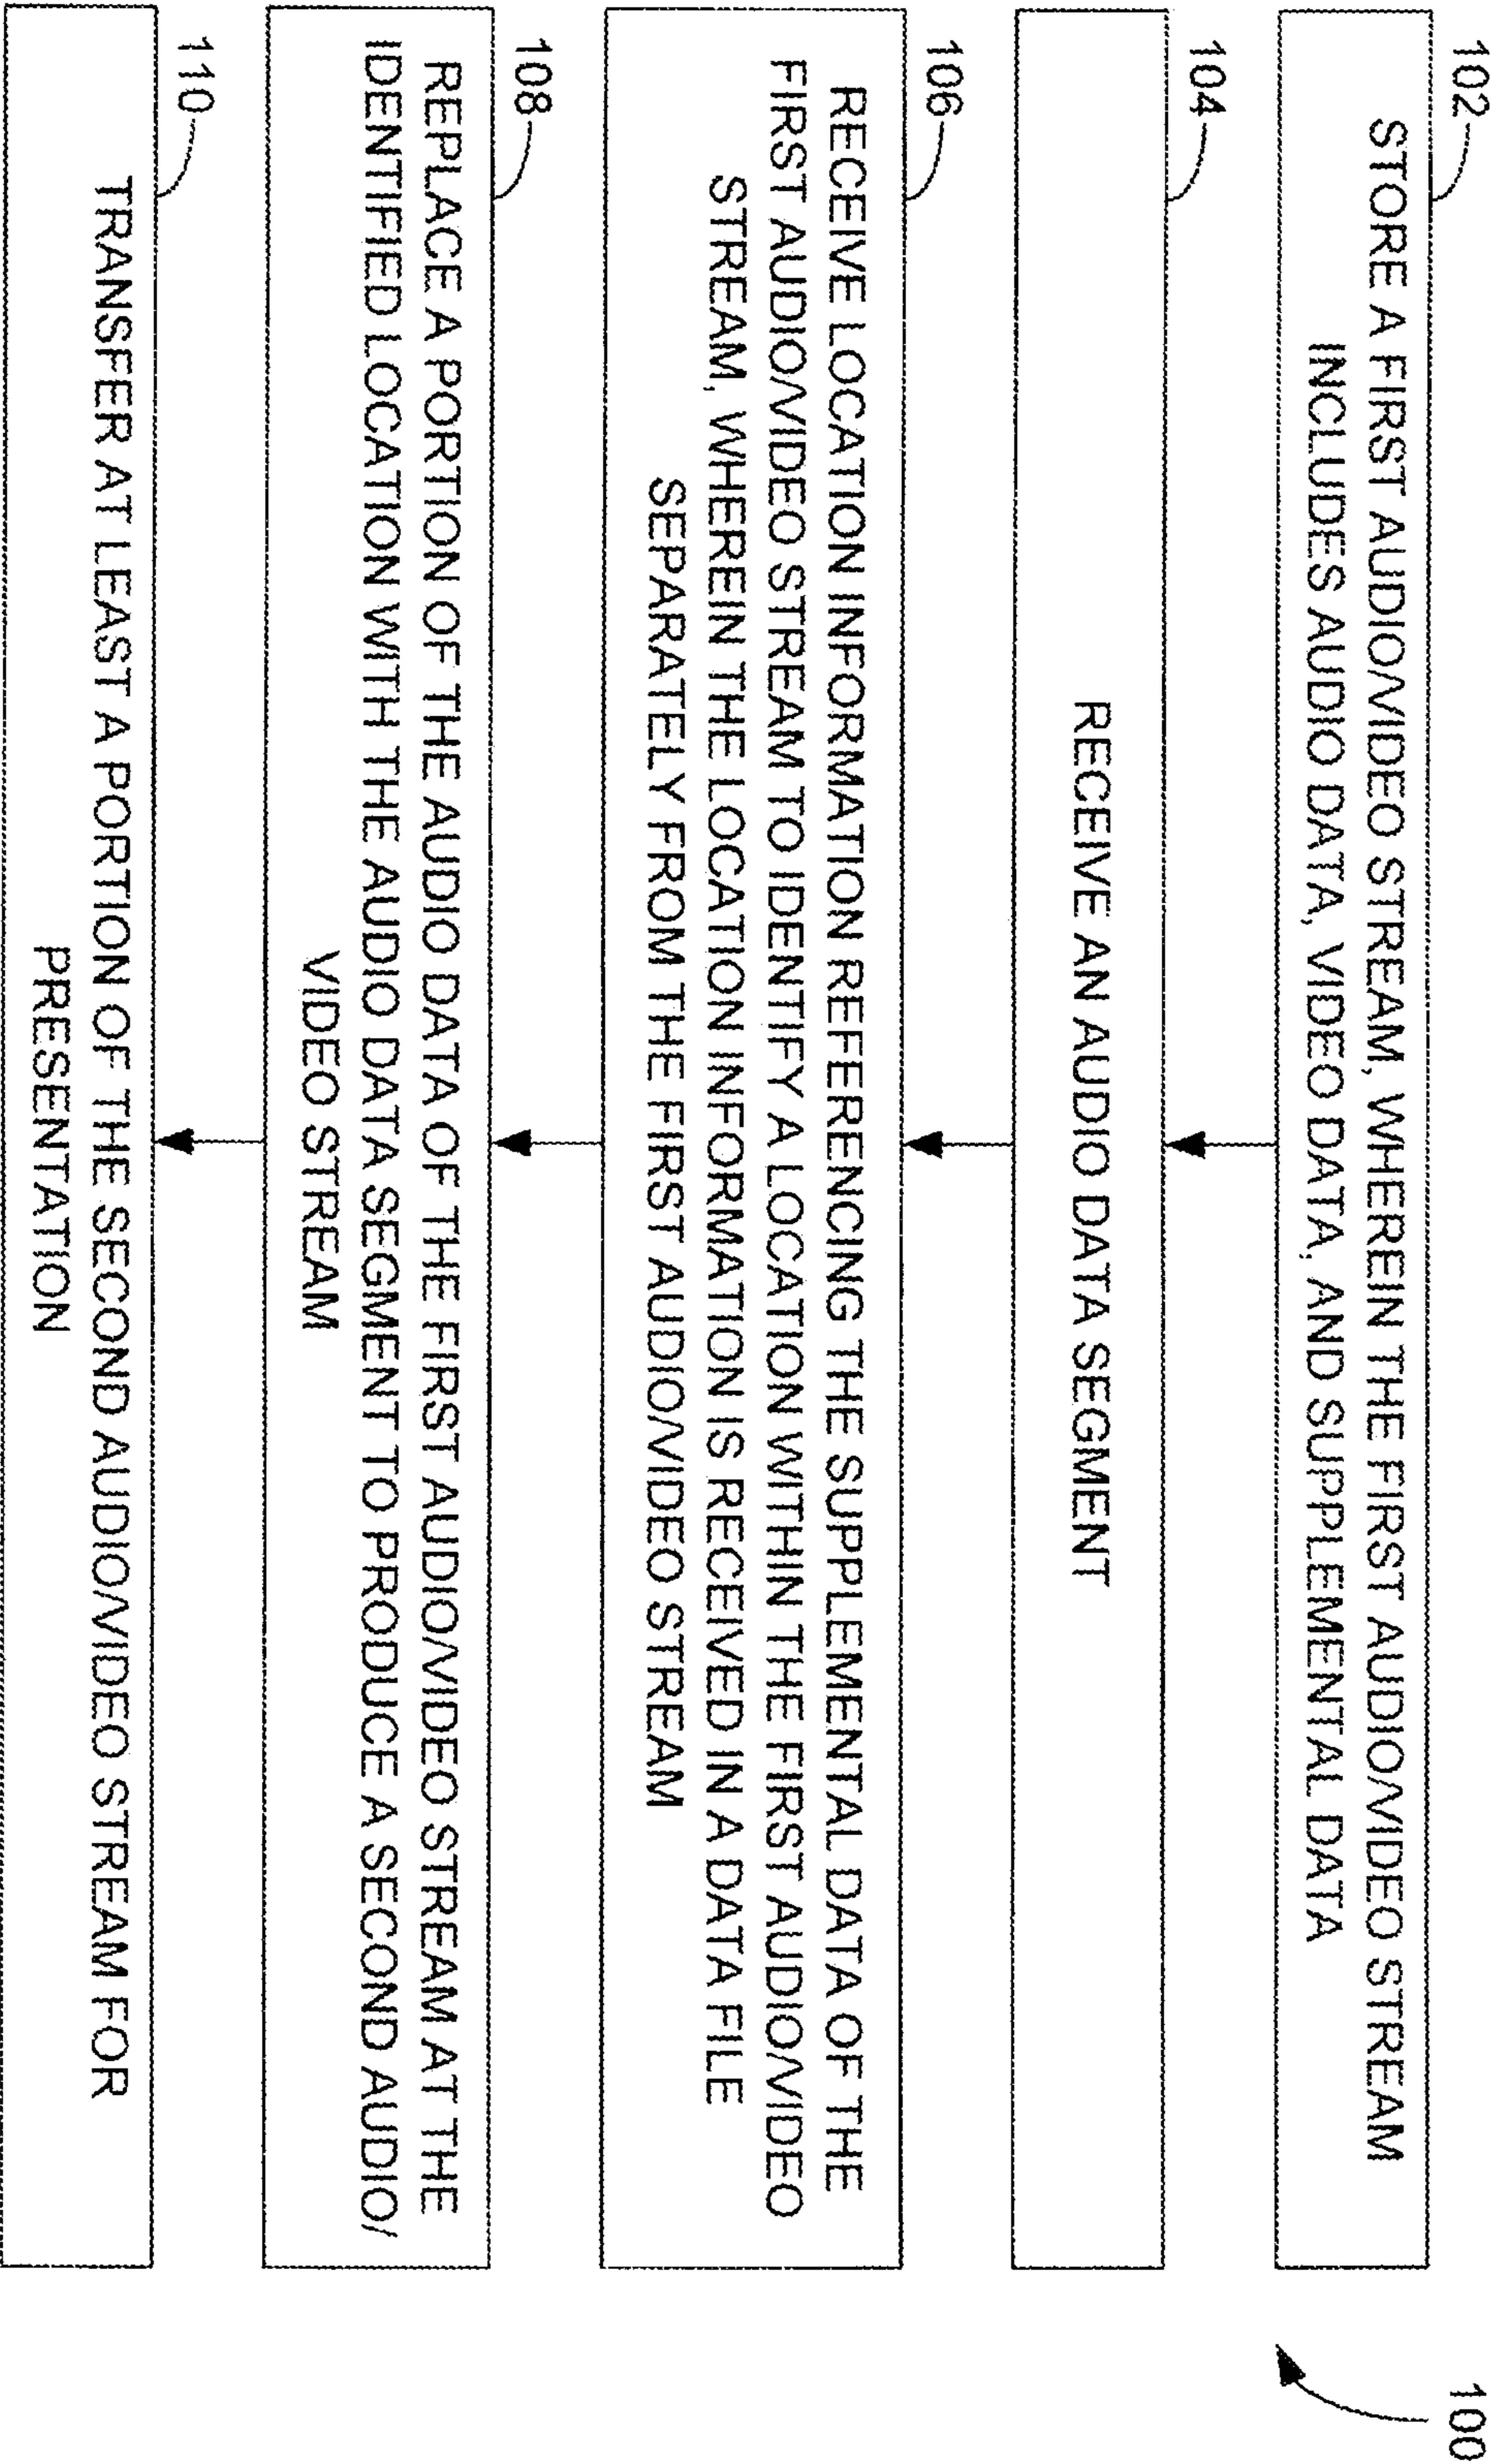 100
102
STORE A FIRST AUDIO/VIDEO STREAM, WHEREIN THE FIRST AUDIO/VIDEO STREAM
INCLUDES AUDIO DATA, VIDEO DATA, AND SUPPLEMENTAL DATA
104
RECEIVE AN AUDIO DATA SEGMENT
106
RECEIVE LOCATION INFORMATION REFERENCING THE SUPPLEMENTAL DATA OF THE
FIRST AUDIO/VIDEO STREAM TO IDENTIFY A LOCATION WITHIN THE FIRST AUDIO/VIDEO
STREAM, WHEREIN THE LOCATION INFORMATION IS RECEIVED IN A DATA FILE
SEPARATELY FROM THE FIRST AUDIO/VIDEO STREAM
108
REPLACE A PORTION OF THE AUDIO DATA OF THE FIRST AUDIO/VIDEO STREAM AT THE
IDENTIFIED LOCATION WITH THE AUDIO DATA SEGMENT TO PRODUCE A SECOND AUDIO/
VIDEO STREAM
110
TRANSFER AT LEAST A PORTION OF THE SECOND AUDIO/VIDEO STREAM FOR
PRESENTATION